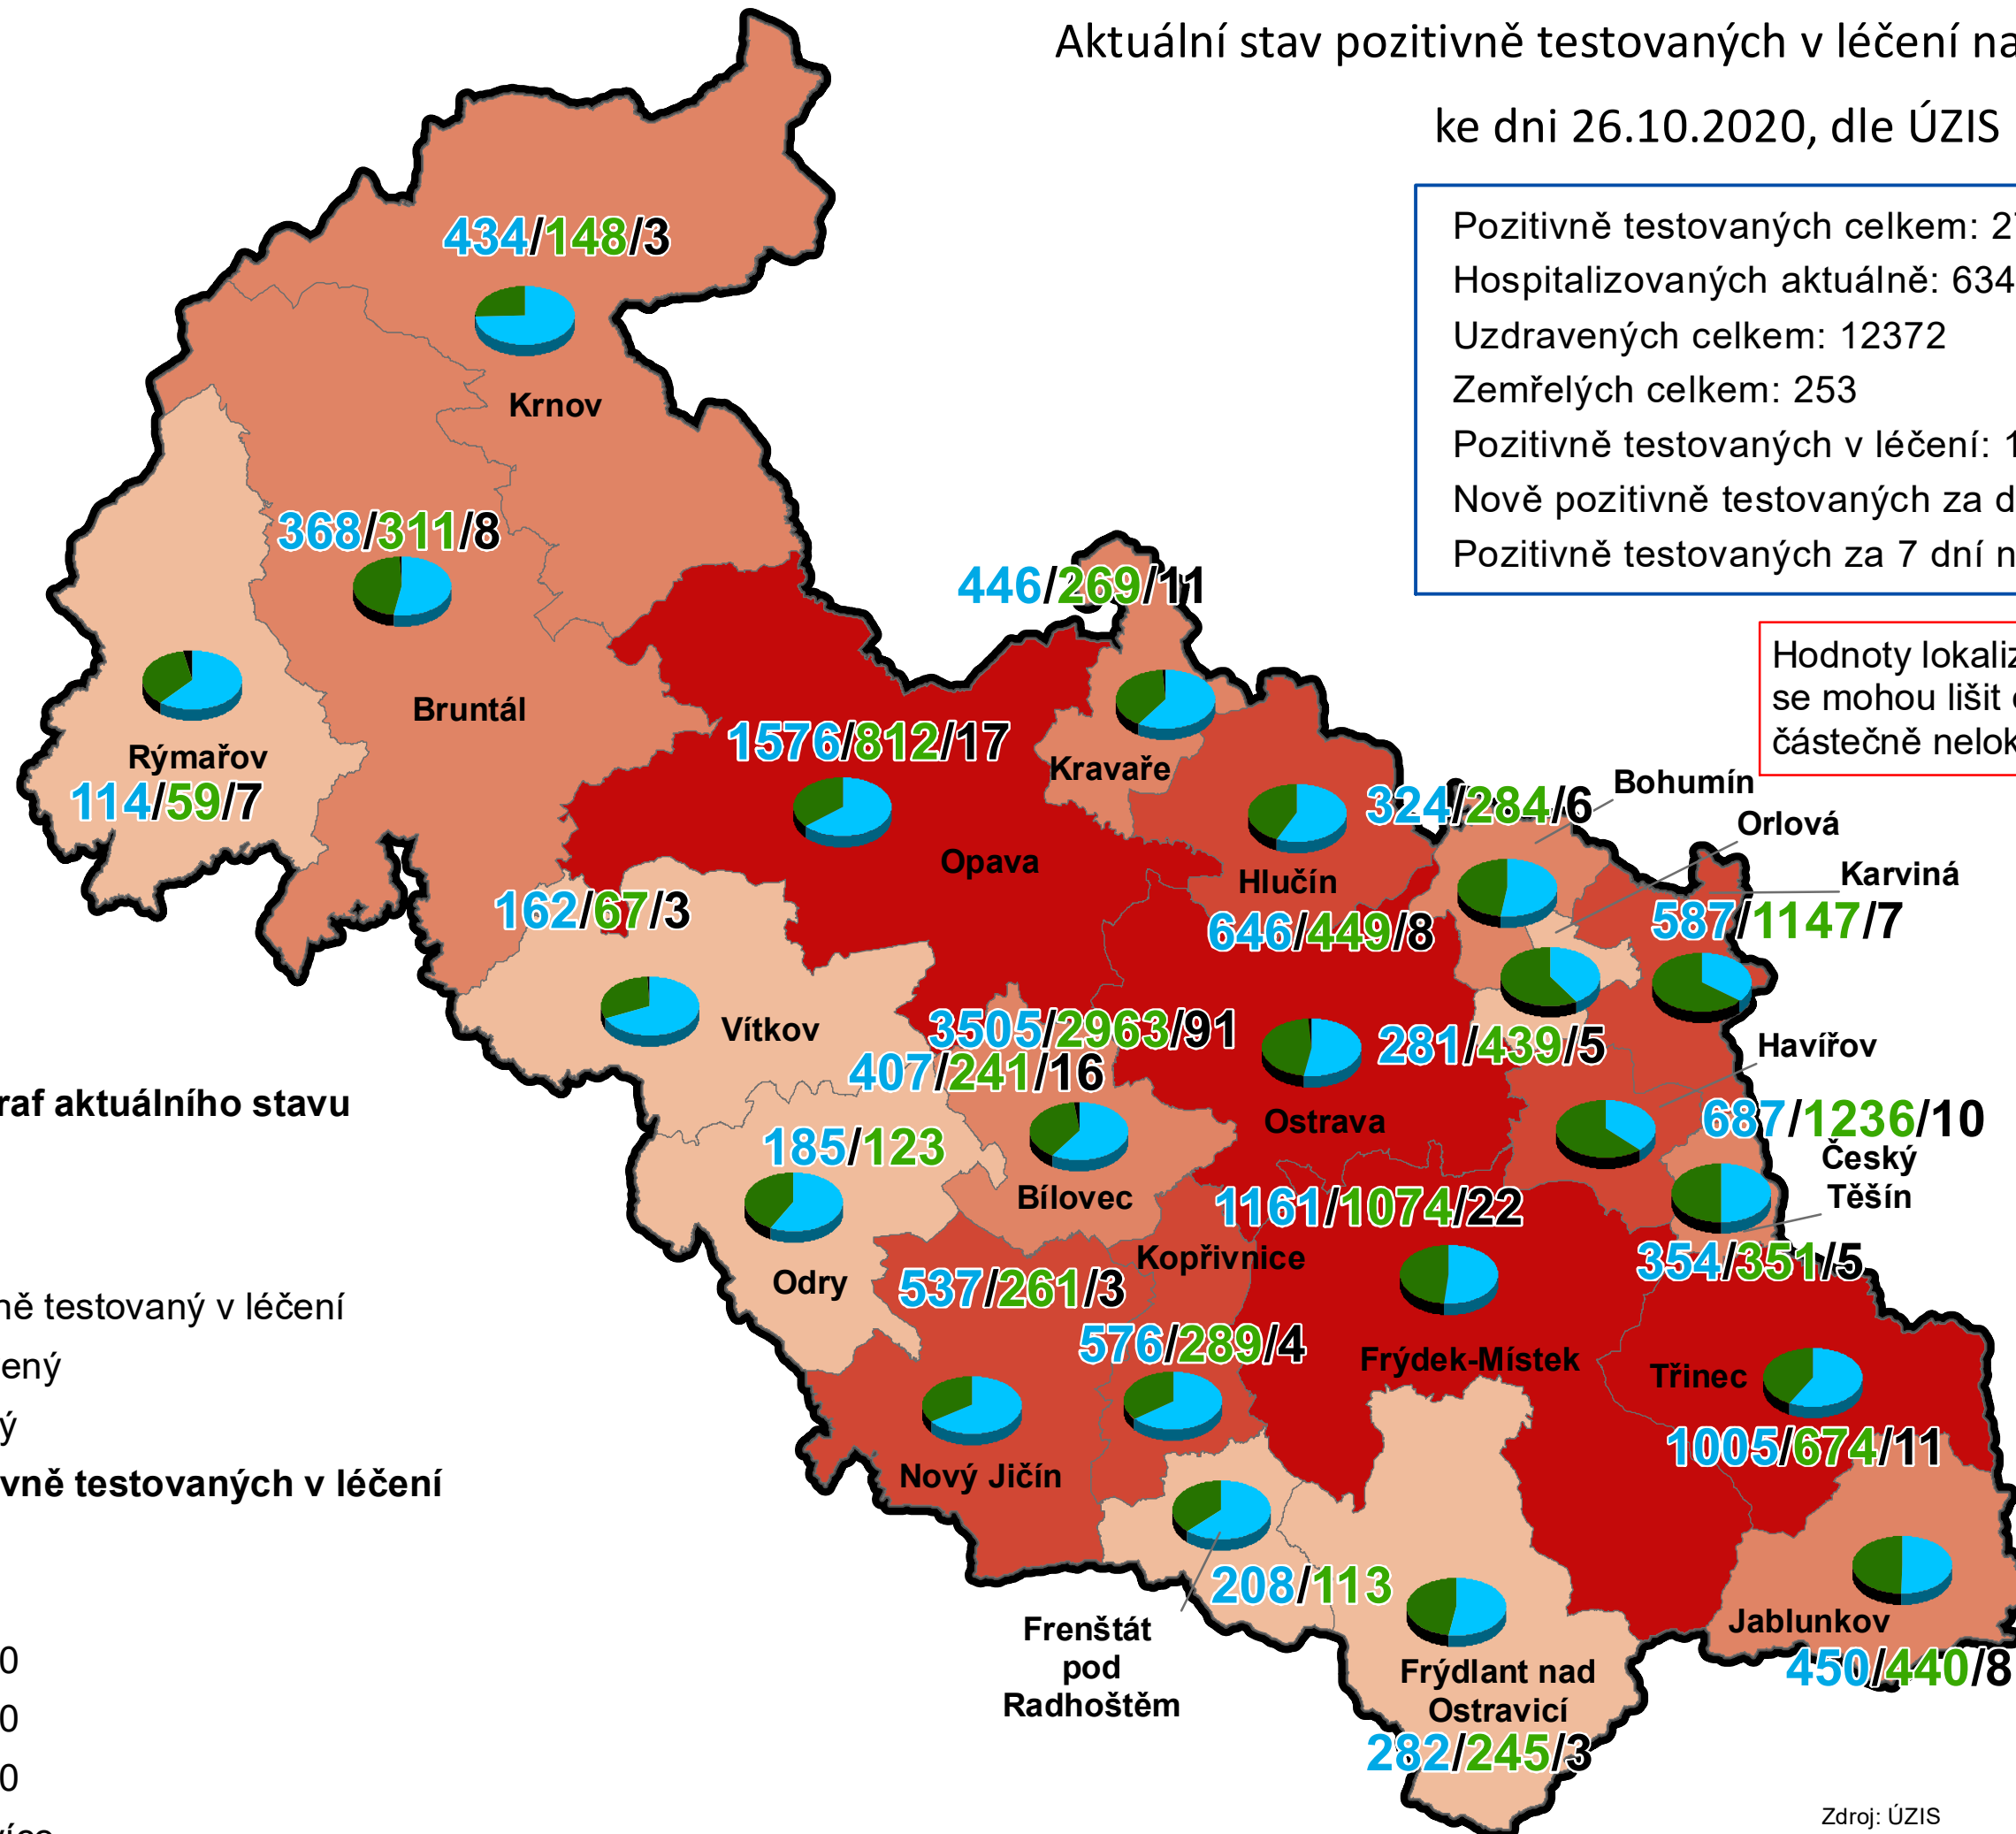 Aktuální stav pozitivně testovaných v léčení na
ke dni 26.10.2020, dle ÚZIS
Pozitivně testovaných celkem: 2
Hospitalizovaných aktuálně: 634
Uzdravených celkem: 12372
Zemřelých celkem: 253
Pozitivně testovaných v léčení: 1
Nově pozitivně testovaných za d
Pozitivně testovaných za 7 dní n
Hodnoty lokaliz
se mohou lišit
částečně nelok
434/148/3
Krnov
368/311/8
Bruntál
Rýmařov
114/59/7
446/269/11
Kravaře
1576/812/17
Opava
Hlučín
646/449/8
324/284/6
Bohumín
Orlová
Karviná
587/1147/7
162/67/3
Vítkov
3505/2963/91
407/241/16
Ostrava
281/439/5
Havířov
687/1236/10
Český
Těšín
354/351/5
185/123
Odry
Bílovec
1161/1074/22
Kopřivnice
537/261/3
576/289/4
Frýdek-Místek
Třinec
1005/674/11
Nový Jičín
208/113
Frenštát
pod
Radhoštěm
Frýdlant nad
Ostravicí
282/245/3
Jablunkov
450/440/8
raf aktuálního stavu
ně testovaný v léčení
ený
ý
vně testovaných v léčení
0
0
0
více
Zdroj: ÚZIS